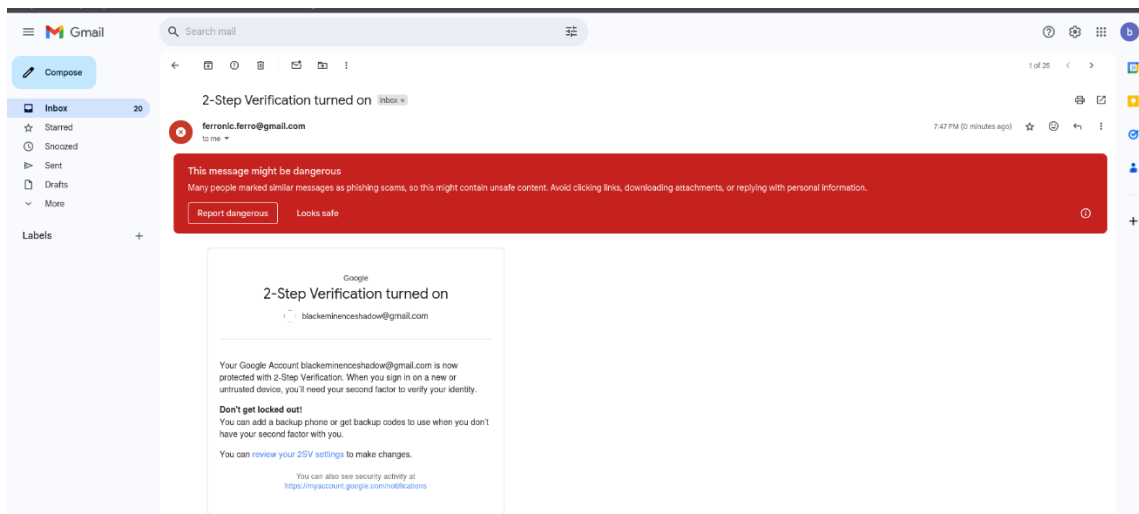 Gmail
Search mail
Compose
1 of 25
Inbox 20
Starred
Snoozed
Sent
Drafts
More
Labels
2-Step Verification turned on Inbox ×
ferronic.ferro@gmail.com
to me
7:47 PM (0 minutes ago)
This message might be dangerous
Many people marked similar messages as phishing scams, so this might contain unsafe content. Avoid clicking links, downloading attachments, or replying with personal information.
Report dangerous Looks safe
Google
2-Step Verification turned on
blackeminenceshadow@gmail.com
Your Google Account blackeminenceshadow@gmail.com is now
protected with 2-Step Verification. When you sign in on a new or
untrusted device, you'll need your second factor to verify your identity.
Don't get locked out!
You can add a backup phone or get backup codes to use when you don't
have your second factor with you.
You can review your 2SV settings to make changes.
You can also see security activity at
https://myaccount.google.com/notifications
b